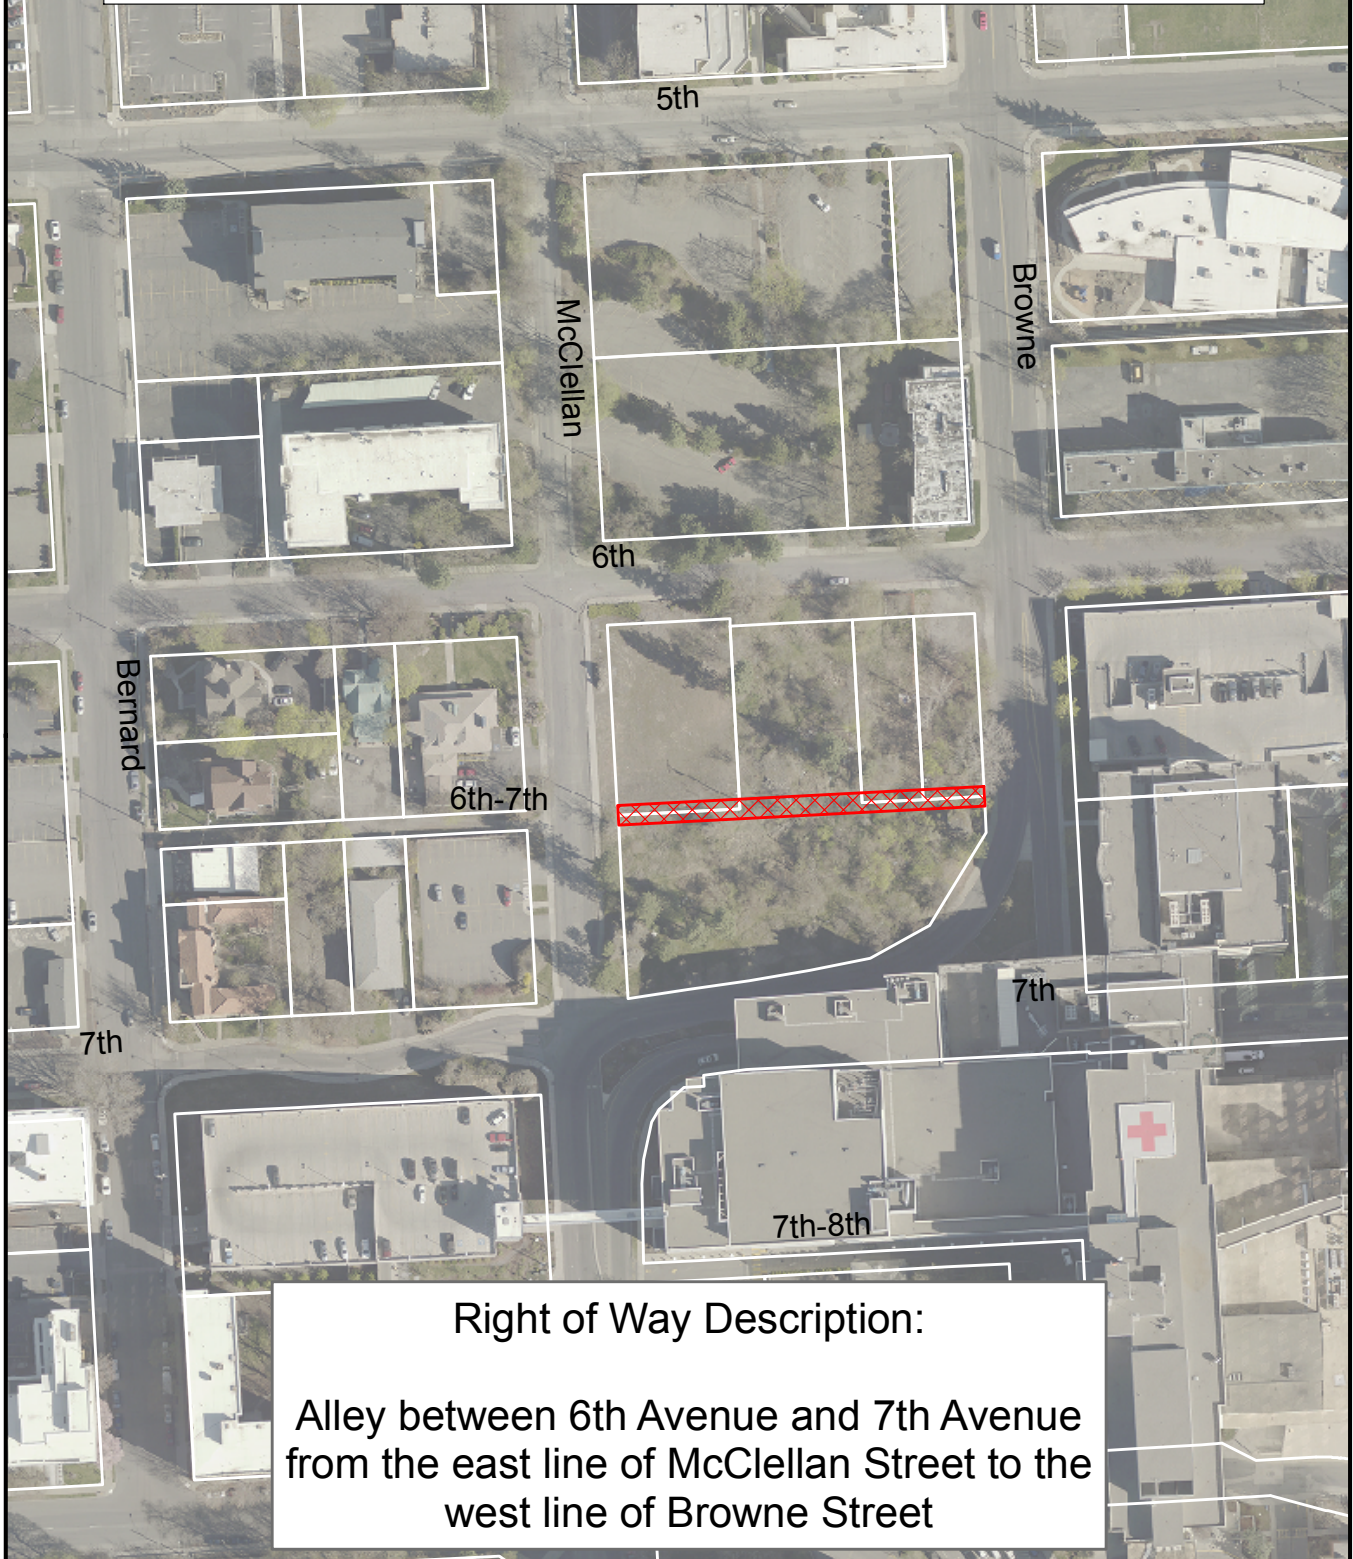 5th
Browne
McClellan
6th
Bernard
6th-7th
7th
7th
7th-8th
Right of Way Description:
Alley between 6th Avenue and 7th Avenue
from the east line of McClellan Street to the
west line of Browne Street